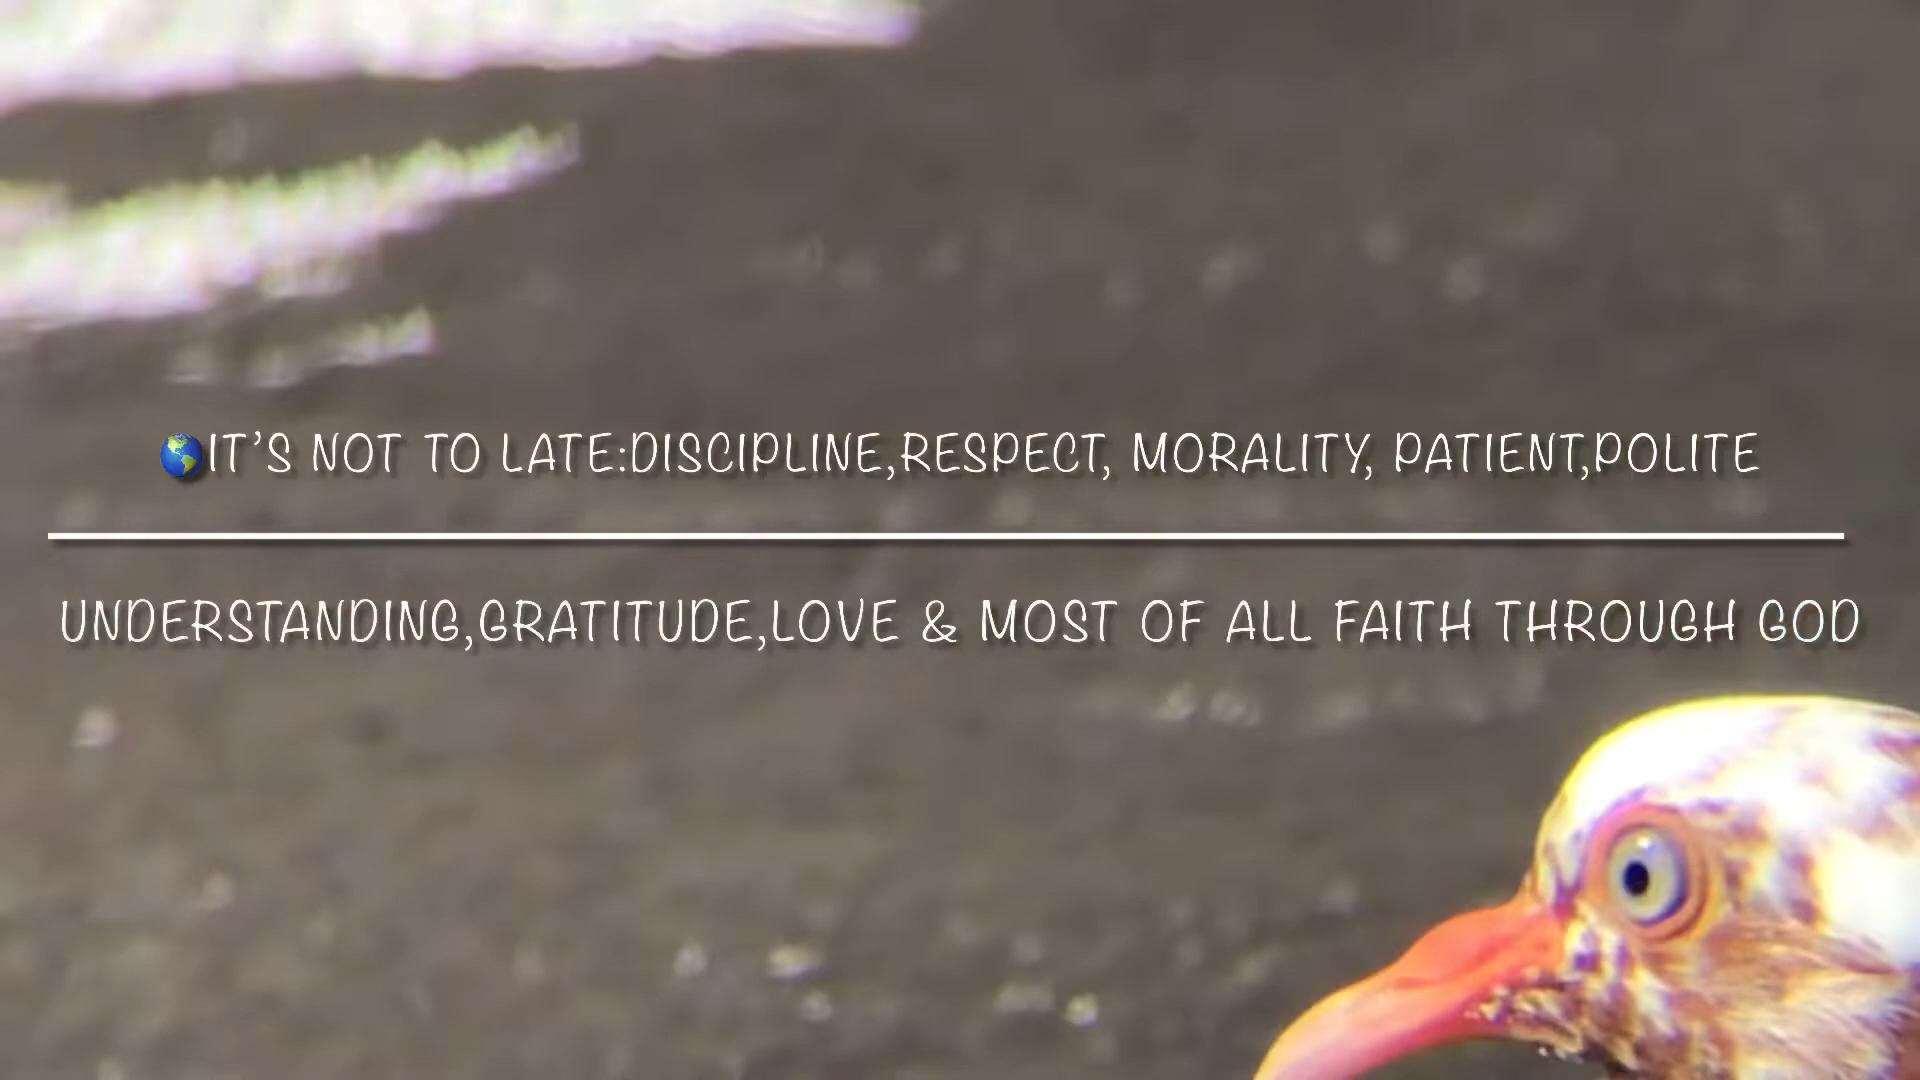 🌎IT'S NOT TO LATE:DISCIPLINE,RESPECT, MORALITY, PATIENT,POLITE
UNDERSTANDING,GRATITUDE,LOVE & MOST OF ALL FAITH THROUGH GOD